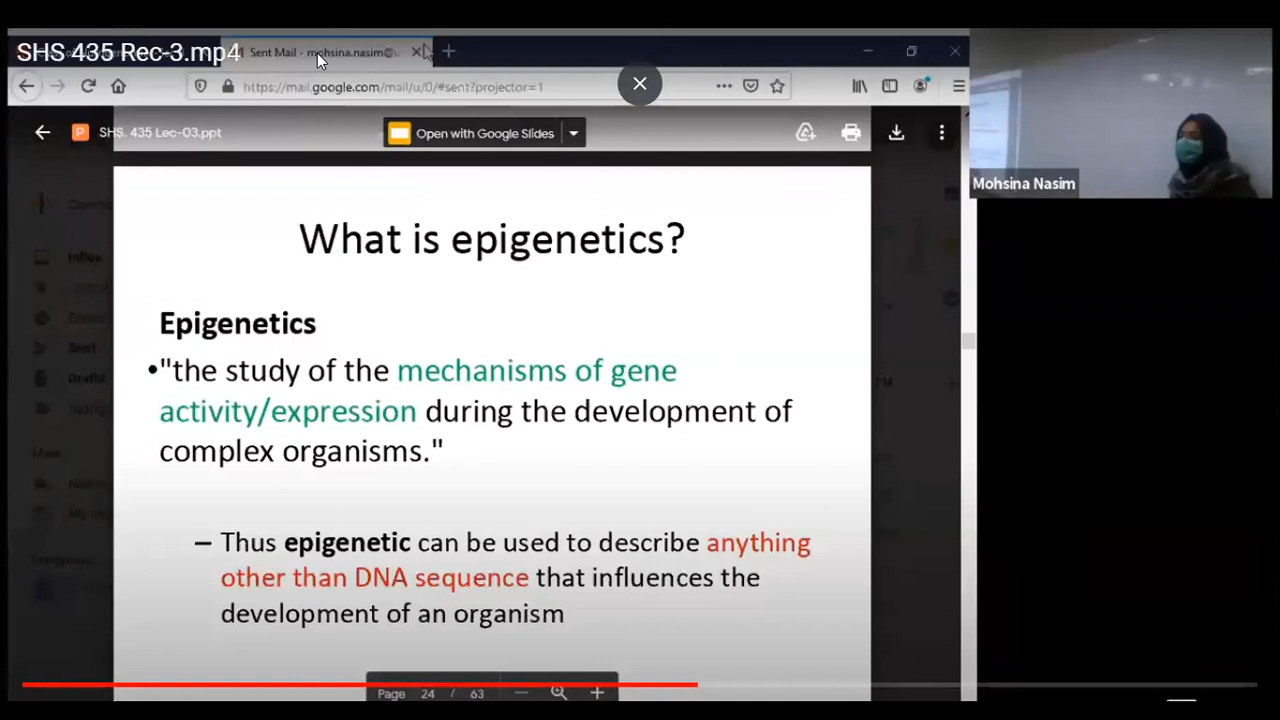 SHS 435 Rec-3.mp4
Sent Mail - mohsina.nasim@
https://mail.google.com/mail/u/0/#sent?projector=1
SHS. 435 Lec-03.ppt
Open with Google Slides
Mohsina Nasim
Inbox
Sent
Drafts
What is epigenetics?
Epigenetics
•"the study of the mechanisms of gene
activity/expression during the development of
complex organisms."
– Thus epigenetic can be used to describe anything
other than DNA sequence that influences the
development of an organism
Page 24 / 63